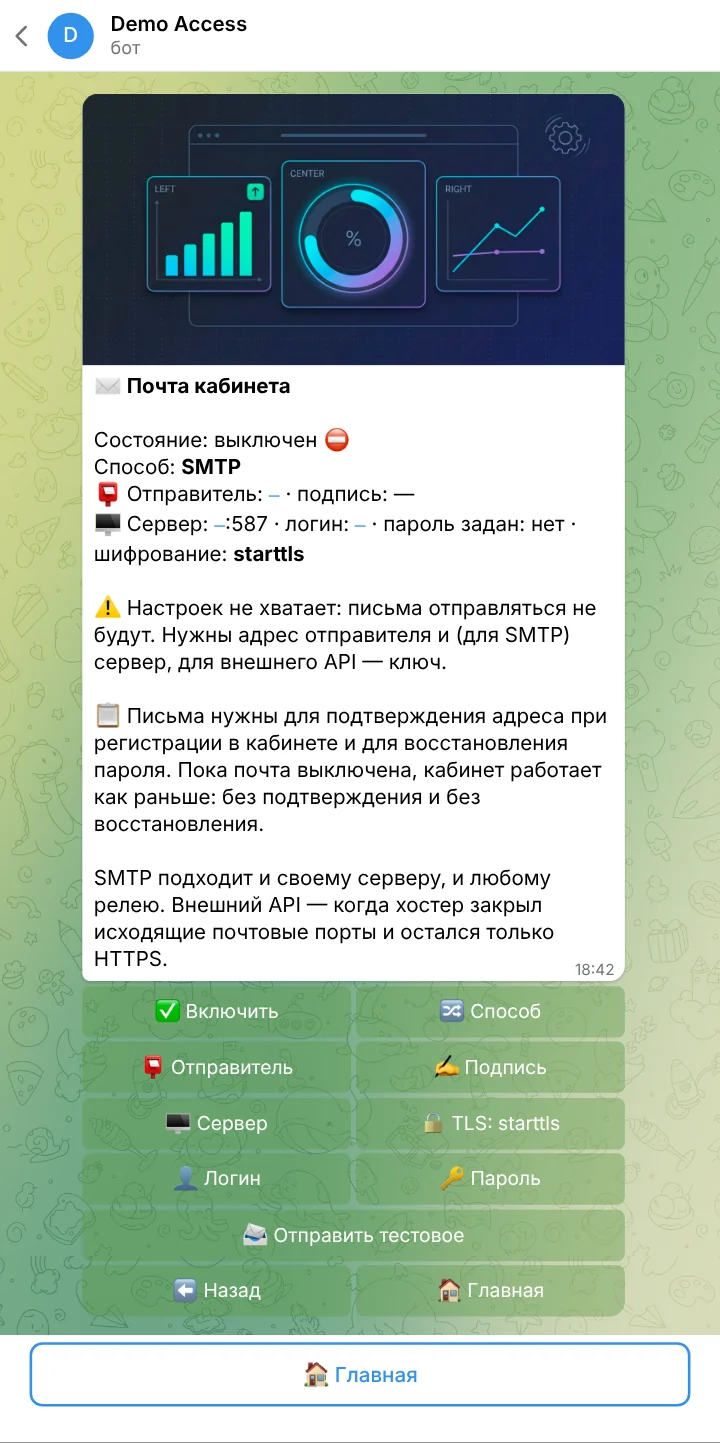 D
Demo Access
бот
LEFT
CENTER
RIGHT
%
✉️ Почта кабинета
Состояние: выключен ⛔
Способ: SMTP
📮 Отправитель: – · подпись: —
🖥️ Сервер: –:587 · логин: – · пароль задан: нет ·
шифрование: starttls
⚠️ Настроек не хватает: письма отправляться не
будут. Нужны адрес отправителя и (для SMTP)
сервер, для внешнего API — ключ.
📋 Письма нужны для подтверждения адреса при
регистрации в кабинете и для восстановления
пароля. Пока почта выключена, кабинет работает
как раньше: без подтверждения и без
восстановления.
SMTP подходит и своему серверу, и любому
релею. Внешний API — когда хостер закрыл
исходящие почтовые порты и остался только
HTTPS.
18:42
✅ Включить
🔀 Способ
📮 Отправитель
✍️ Подпись
🖥️ Сервер
🔒 TLS: starttls
👤 Логин
🔑 Пароль
📨 Отправить тестовое
⬅️ Назад
🏠 Главная
🏠 Главная